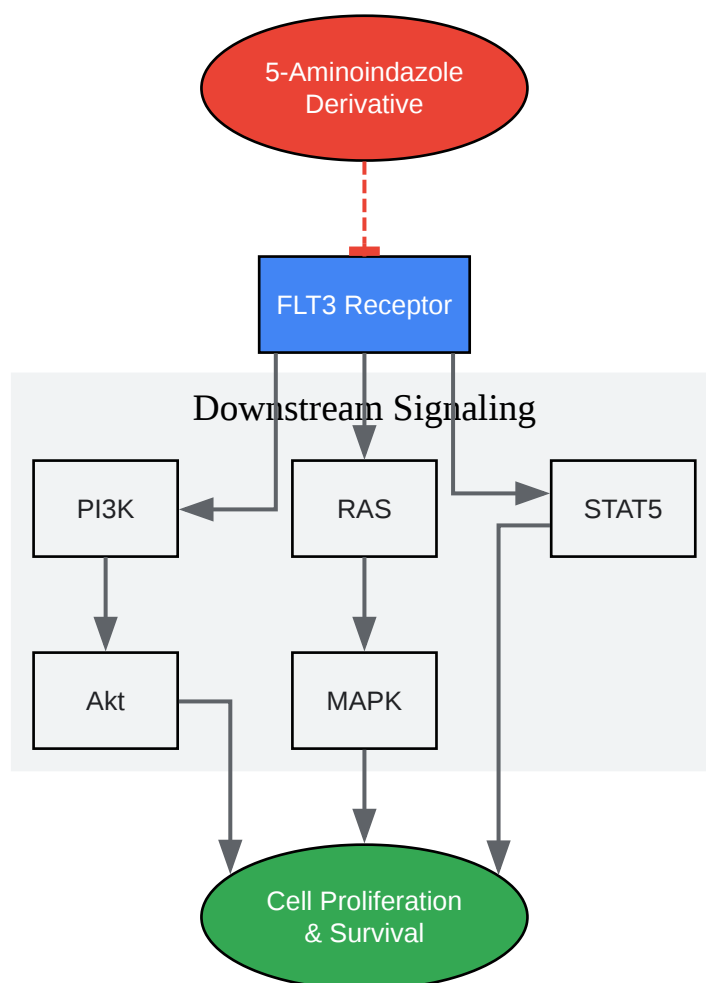 5-Aminoindazole
Derivative
FLT3 Receptor
Downstream Signaling
PI3K
RAS
STAT5
Akt
MAPK
Cell Proliferation
& Survival